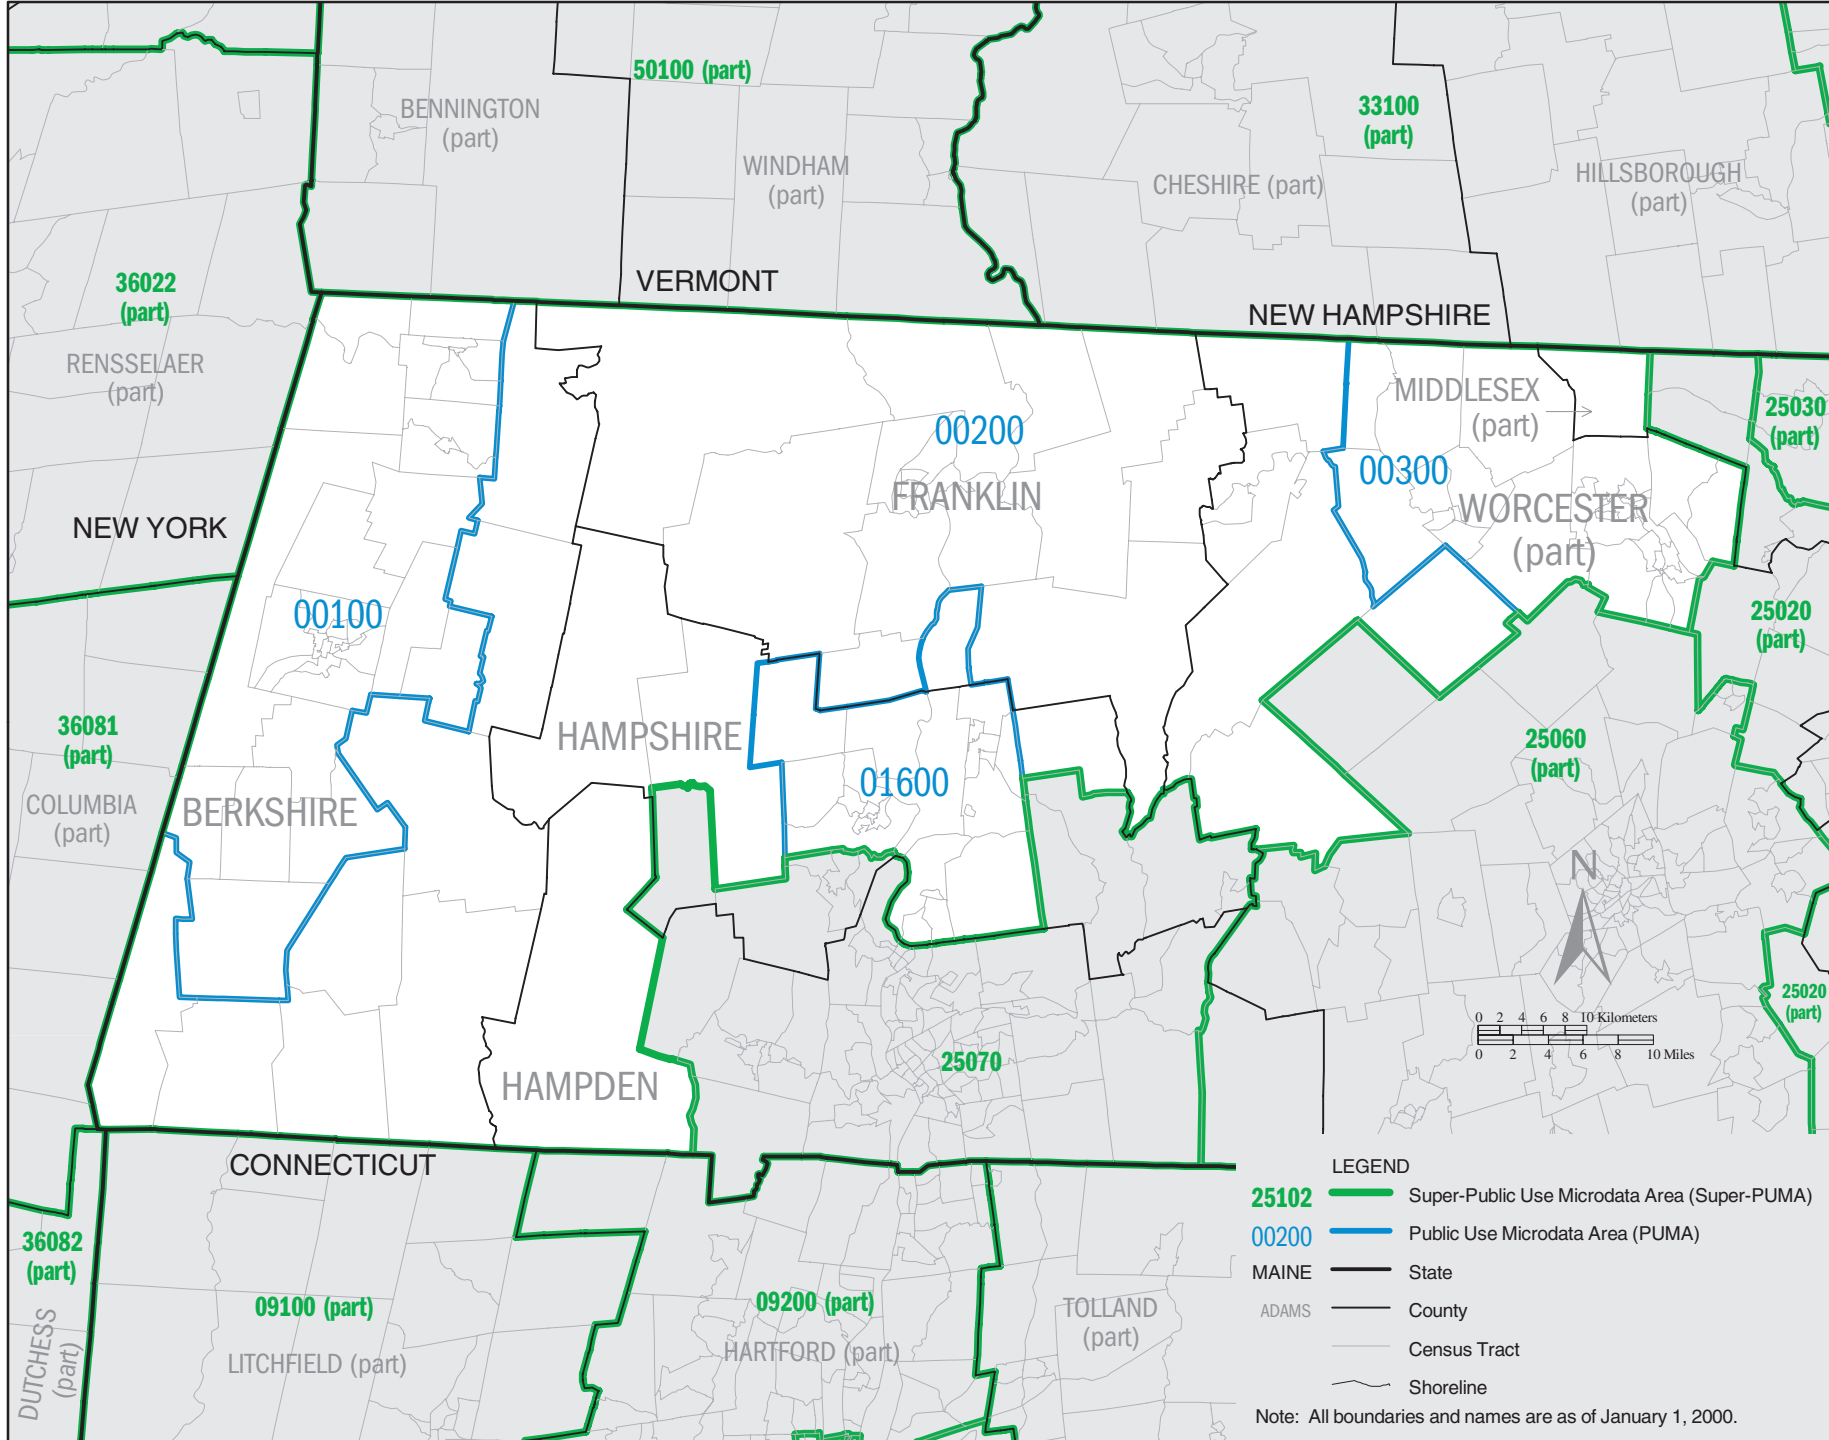 50100 (part)
BENNINGTON
(part)
WINDHAM
(part)
33100
(part)
CHESHIRE (part)
HILLSBOROUGH
(part)
VERMONT
NEW HAMPSHIRE
36022
(part)
RENSSELAER
(part)
NEW YORK
MIDDLESEX
(part)
25030
(part)
00200
FRANKLIN
00300
WORCESTER
(part)
00100
25020
(part)
36081
(part)
COLUMBIA
(part)
BERKSHIRE
HAMPSHIRE
01600
25060
(part)
N
25020
(part)
0 2 4 6 8 10 Kilometers
0 2 4 6 8 10 Miles
25070
HAMPDEN
CONNECTICUT
36082
(part)
DUTCHESS
(part)
09100 (part)
LITCHFIELD (part)
09200 (part)
HARTFORD (part)
TOLLAND
(part)
LEGEND
25102 Super-Public Use Microdata Area (Super-PUMA)
00200 Public Use Microdata Area (PUMA)
MAINE State
ADAMS County
Census Tract
Shoreline
Note: All boundaries and names are as of January 1, 2000.